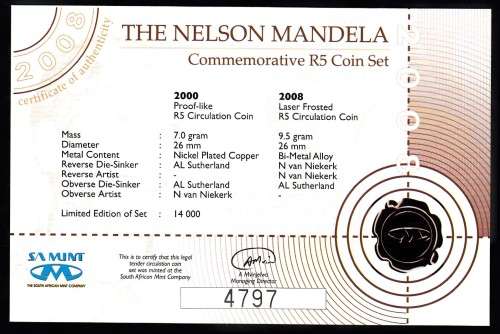 2008
certificate of authenticity
THE NELSON MANDELA
Commemorative R5 Coin Set
2000 2008
Proof-like Laser Frosted
R5 Circulation Coin R5 Circulation Coin
Mass : 7.0 gram 9.5 gram
Diameter : 26 mm 26 mm
Metal Content : Nickel Plated Copper Bi-Metal Alloy
Reverse Die-Sinker : AL Sutherland N van Niekerk
Reverse Artist : - N van Niekerk
Obverse Die-Sinker : AL Sutherland AL Sutherland
Obverse Artist : N van Niekerk -
Limited Edition of Set : 14 000
SA MINT
THE SOUTH AFRICAN MINT COMPANY
This is to certify that this legal
tender circulation coin
set was minted at the
South African Mint Company
Managing Director
4797